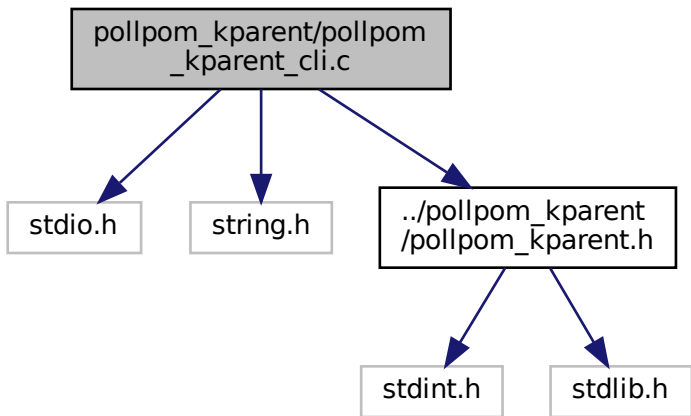 pollpom_kparent/pollpom
_kparent_cli.c
stdio.h
string.h
../pollpom_kparent
/pollpom_kparent.h
stdint.h
stdlib.h